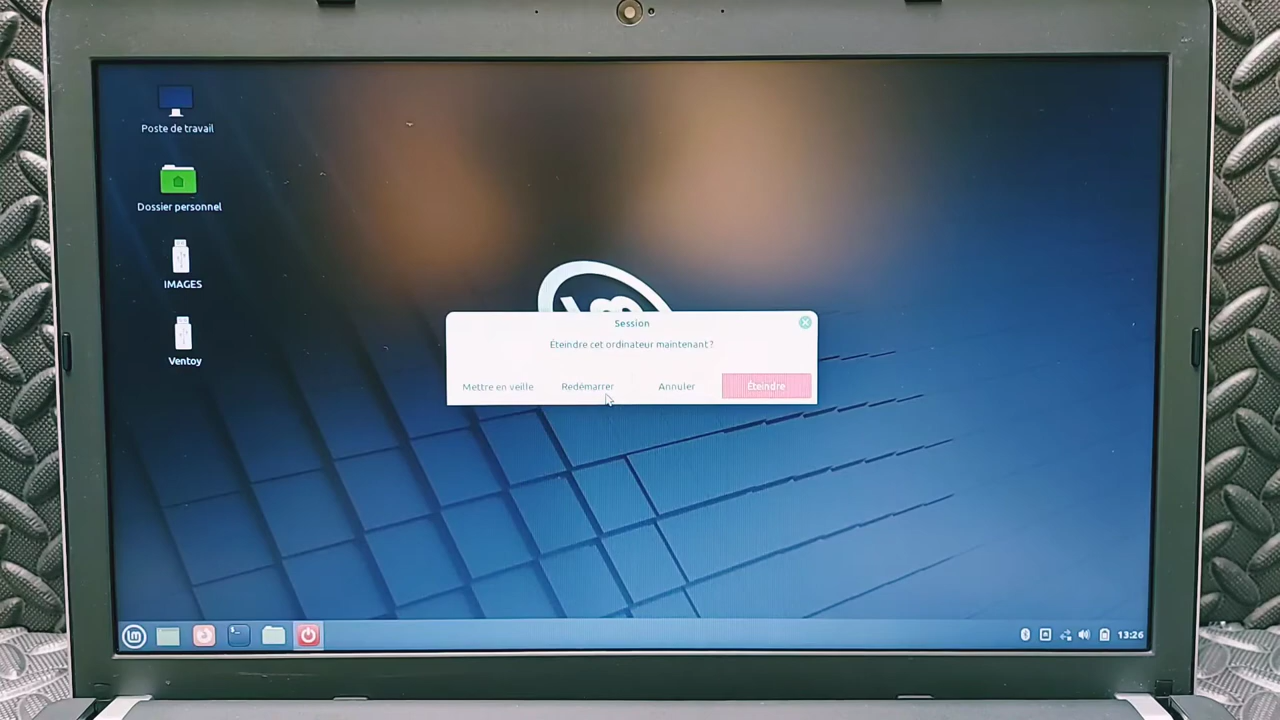 Poste de travail
Dossier personnel
IMAGES
Ventoy
Session
Éteindre cet ordinateur maintenant ?
Mettre en veille Redémarrer Annuler Éteindre
13:26